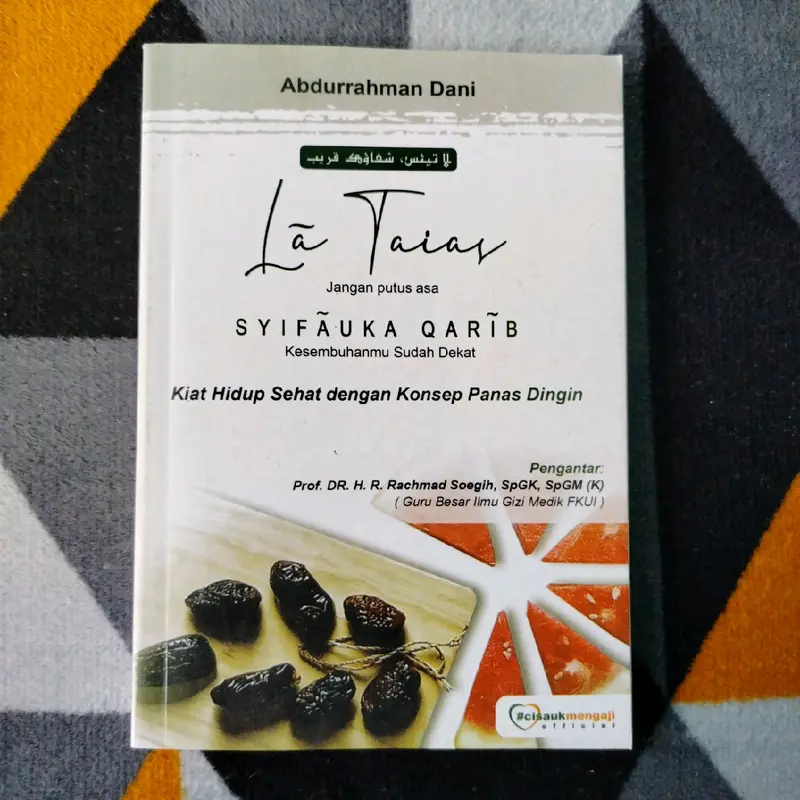 Abdurrahman Dani
لا تيئس، شفاؤك قريب
Lã Taias
Jangan putus asa
SYIFÃUKA QARĨB
Kesembuhanmu Sudah Dekat
Kiat Hidup Sehat dengan Konsep Panas Dingin
Pengantar:
Prof. DR. H. R. Rachmad Soegih, SpGK, SpGM (K)
( Guru Besar Ilmu Gizi Medik FKUI )
#cisaukmengaji
official